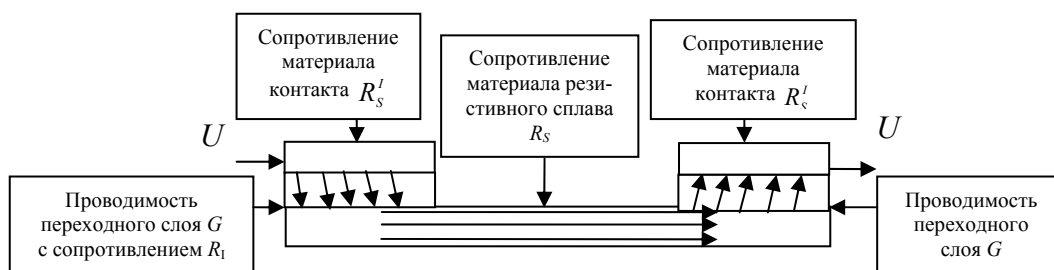 Сопротивление
материала
контакта R_S^I
Сопротивление
материала рези-
стивного сплава
R_S
Сопротивление
материала
контакта R_s^I
U
U
Проводимость
переходного слоя G
с сопротивлением R_I
Проводимость
переходного
слоя G